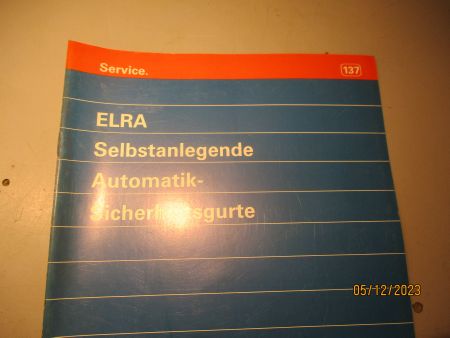 Service.
137
ELRA
Selbstanlegende
Automatik-
Sicherheitsgurte
05/12/2023